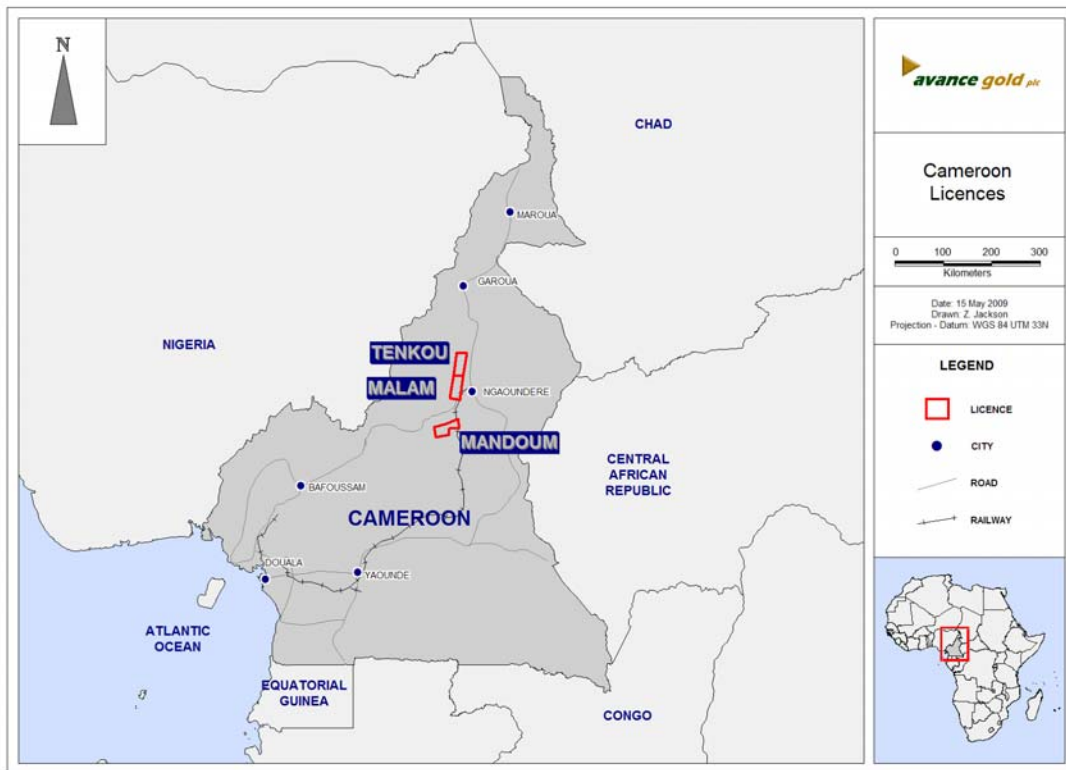 N
CHAD
MAROUA
GAROUA
NIGERIA
TENKOU
MALAM
NGAOUNDERE
MANDOUM
CENTRAL
AFRICAN
REPUBLIC
BAFOUSSAM
CAMEROON
DOUALA
YAOUNDE
ATLANTIC
OCEAN
EQUATORIAL
GUINEA
CONGO
avance gold plc
Cameroon
Licences
0 100 200 300
Kilometers
Date: 15 May 2009
Drawn: Z. Jackson
Projection - Datum: WGS 84 UTM 33N
LEGEND
LICENCE
CITY
ROAD
RAILWAY